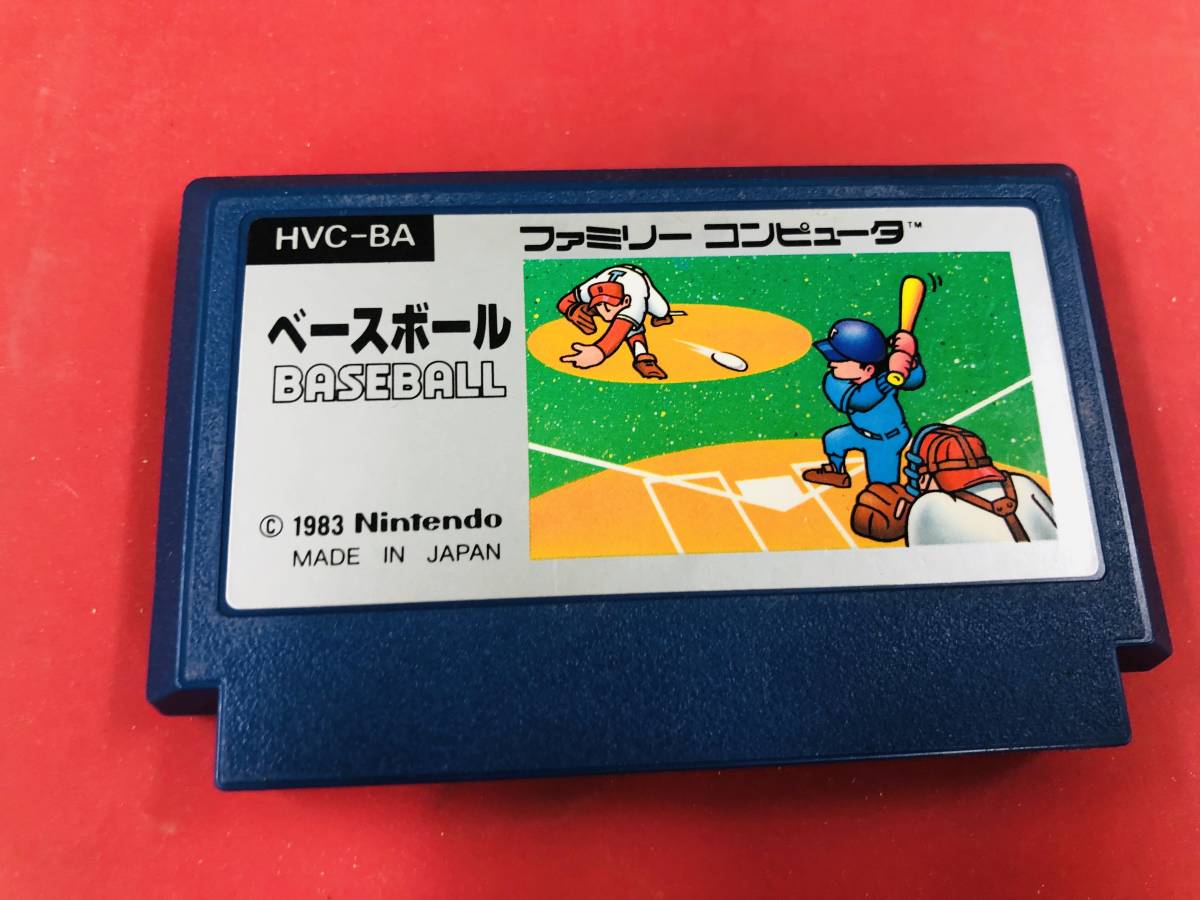 HVC-BA
ファミリー コンピュータ™
ベースボール
BASEBALL
© 1983 Nintendo
MADE IN JAPAN
T
T